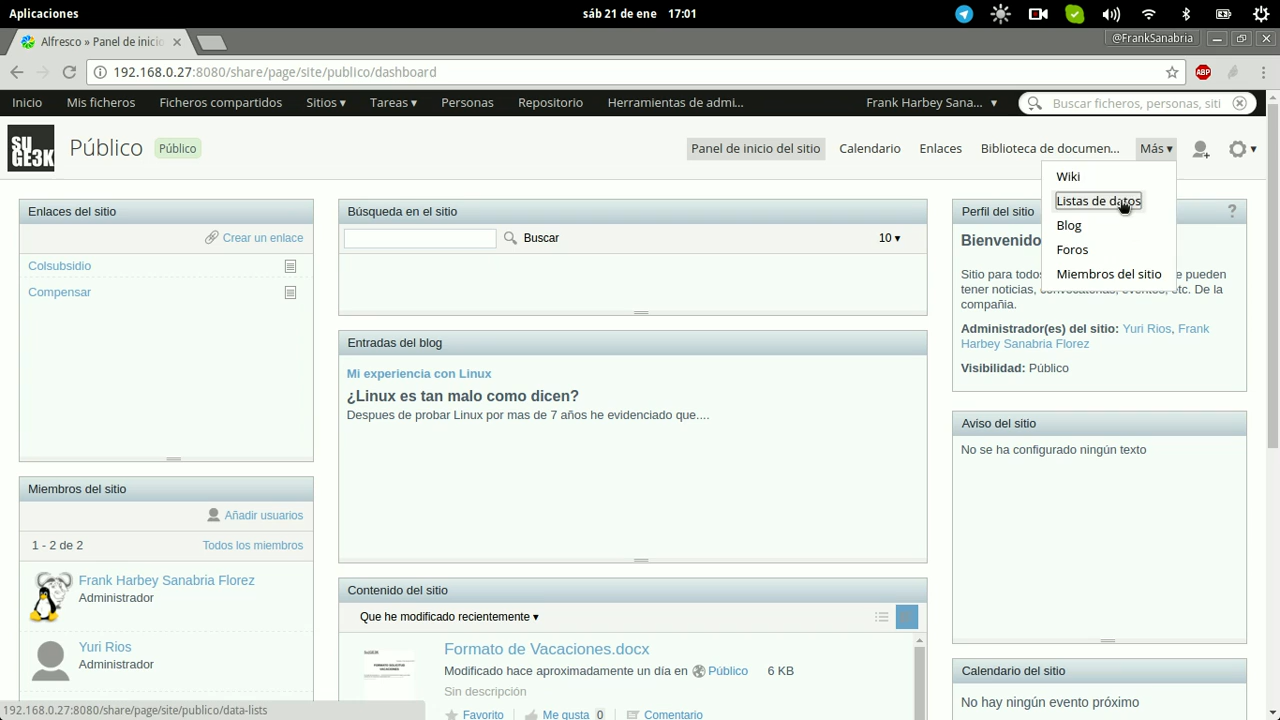 Aplicaciones
sáb 21 de ene 17:01
Alfresco » Panel de inicio
@FrankSanabria
192.168.0.27:8080/share/page/site/publico/dashboard
ABP
Inicio Mis ficheros Ficheros compartidos Sitios ▾ Tareas ▾ Personas Repositorio Herramientas de admi... Frank Harbey Sana... ▾ Buscar ficheros, personas, siti
SU GE3K
Público Público
Panel de inicio del sitio Calendario Enlaces Biblioteca de documen... Más ▾
Wiki
Listas de datos
Blog
Foros
Miembros del sitio
Enlaces del sitio
Crear un enlace
Colsubsidio
Compensar
Miembros del sitio
Añadir usuarios
1 - 2 de 2 Todos los miembros
Frank Harbey Sanabria Florez
Administrador
Yuri Rios
Administrador
Búsqueda en el sitio
Buscar 10 ▾
Entradas del blog
Mi experiencia con Linux
¿Linux es tan malo como dicen?
Despues de probar Linux por mas de 7 años he evidenciado que....
Contenido del sitio
Que he modificado recientemente ▾
Formato de Vacaciones.docx
Modificado hace aproximadamente un día en Público 6 KB
Sin descripción
Favorito Me gusta 0 Comentario
Perfil del sitio ?
Bienvenido
Sitio para todos pueden
tener noticias, convocatorias, eventos, etc. De la
compañia.
Administrador(es) del sitio: Yuri Rios, Frank
Harbey Sanabria Florez
Visibilidad: Público
Aviso del sitio
No se ha configurado ningún texto
Calendario del sitio
No hay ningún evento próximo
192.168.0.27:8080/share/page/site/publico/data-lists